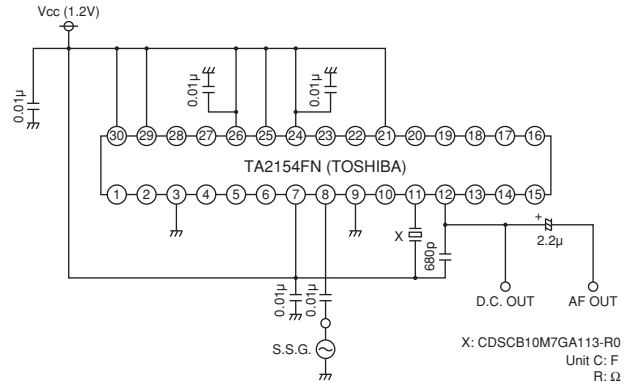 Vcc (1.2V)
0.01μ
0.01μ
0.01μ
30 29 28 27 26 25 24 23 22 21 20 19 18 17 16
TA2154FN (TOSHIBA)
1 2 3 4 5 6 7 8 9 10 11 12 13 14 15
X
680p
+
2.2μ
0.01μ
0.01μ
D.C. OUT
AF OUT
S.S.G.
X: CDSCB10M7GA113-R0
Unit C: F
R: Ω